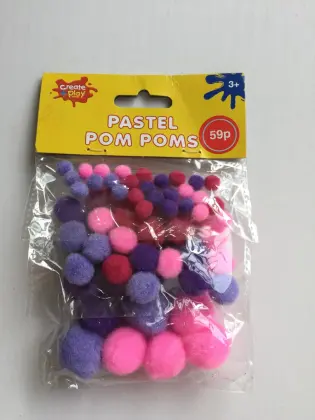 Create
Play
3+
PASTEL
POM POMS
59p